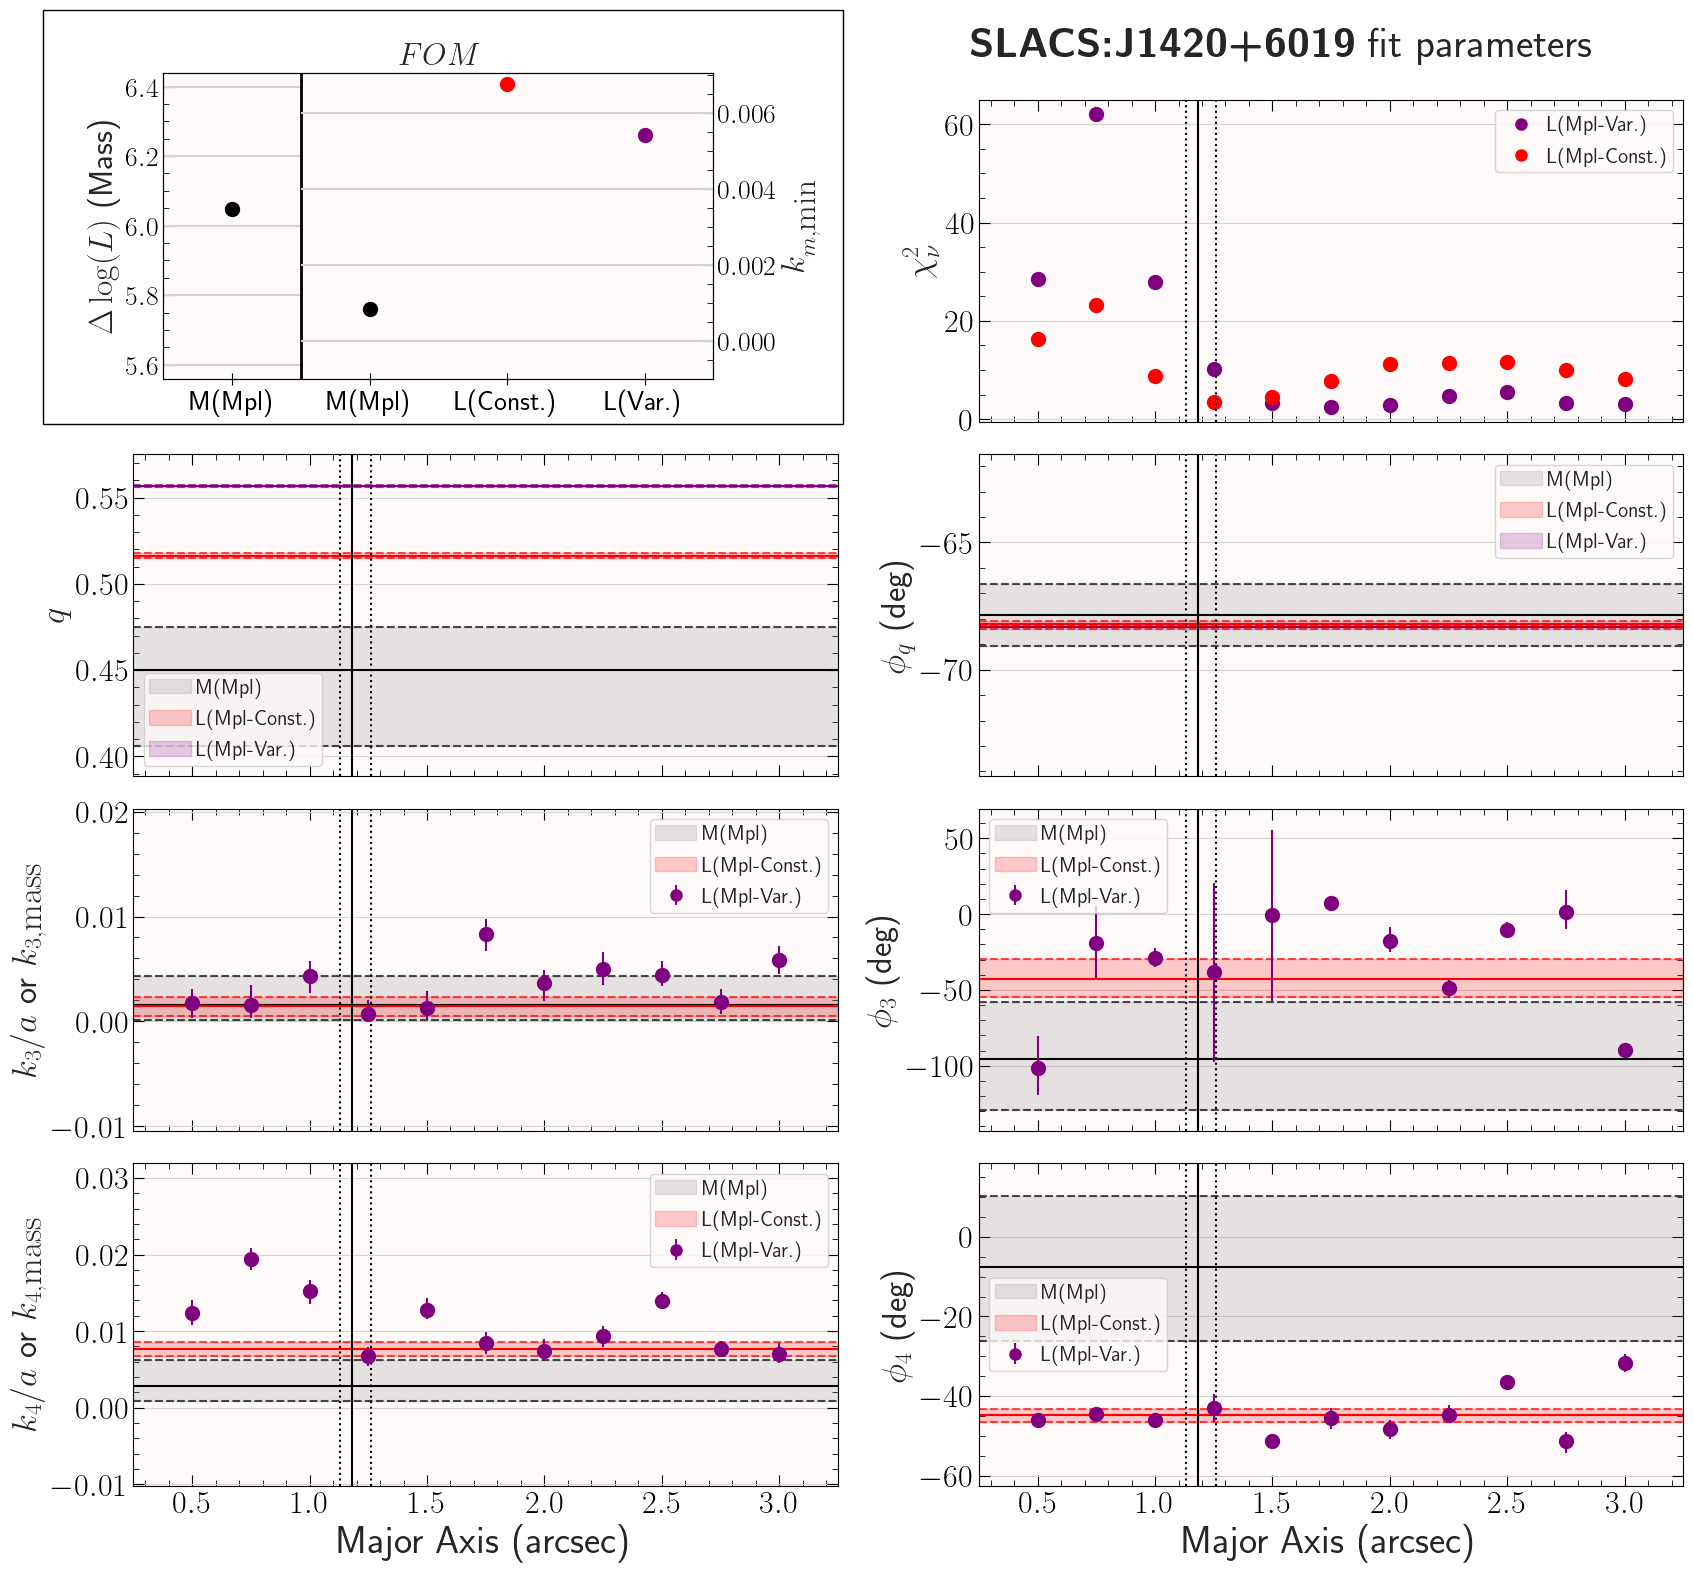 SLACS:J1420+6019 fit parameters
FOM
Δ log(L) (Mass)
6.4
6.2
6.0
5.8
5.6
0.006
0.004
0.002
0.000
k_m,min
M(Mpl) M(Mpl) L(Const.) L(Var.)
χ²_ν
60
40
20
0
L(Mpl-Var.)
L(Mpl-Const.)
q
0.55
0.50
0.45
0.40
M(Mpl)
L(Mpl-Const.)
L(Mpl-Var.)
ϕ_q (deg)
−65
−70
M(Mpl)
L(Mpl-Const.)
L(Mpl-Var.)
k_3/a or k_3,mass
0.02
0.01
0.00
−0.01
M(Mpl)
L(Mpl-Const.)
L(Mpl-Var.)
ϕ_3 (deg)
50
0
−50
−100
M(Mpl)
L(Mpl-Const.)
L(Mpl-Var.)
k_4/a or k_4,mass
0.03
0.02
0.01
0.00
−0.01
M(Mpl)
L(Mpl-Const.)
L(Mpl-Var.)
0.5 1.0 1.5 2.0 2.5 3.0
Major Axis (arcsec)
ϕ_4 (deg)
0
−20
−40
−60
M(Mpl)
L(Mpl-Const.)
L(Mpl-Var.)
0.5 1.0 1.5 2.0 2.5 3.0
Major Axis (arcsec)